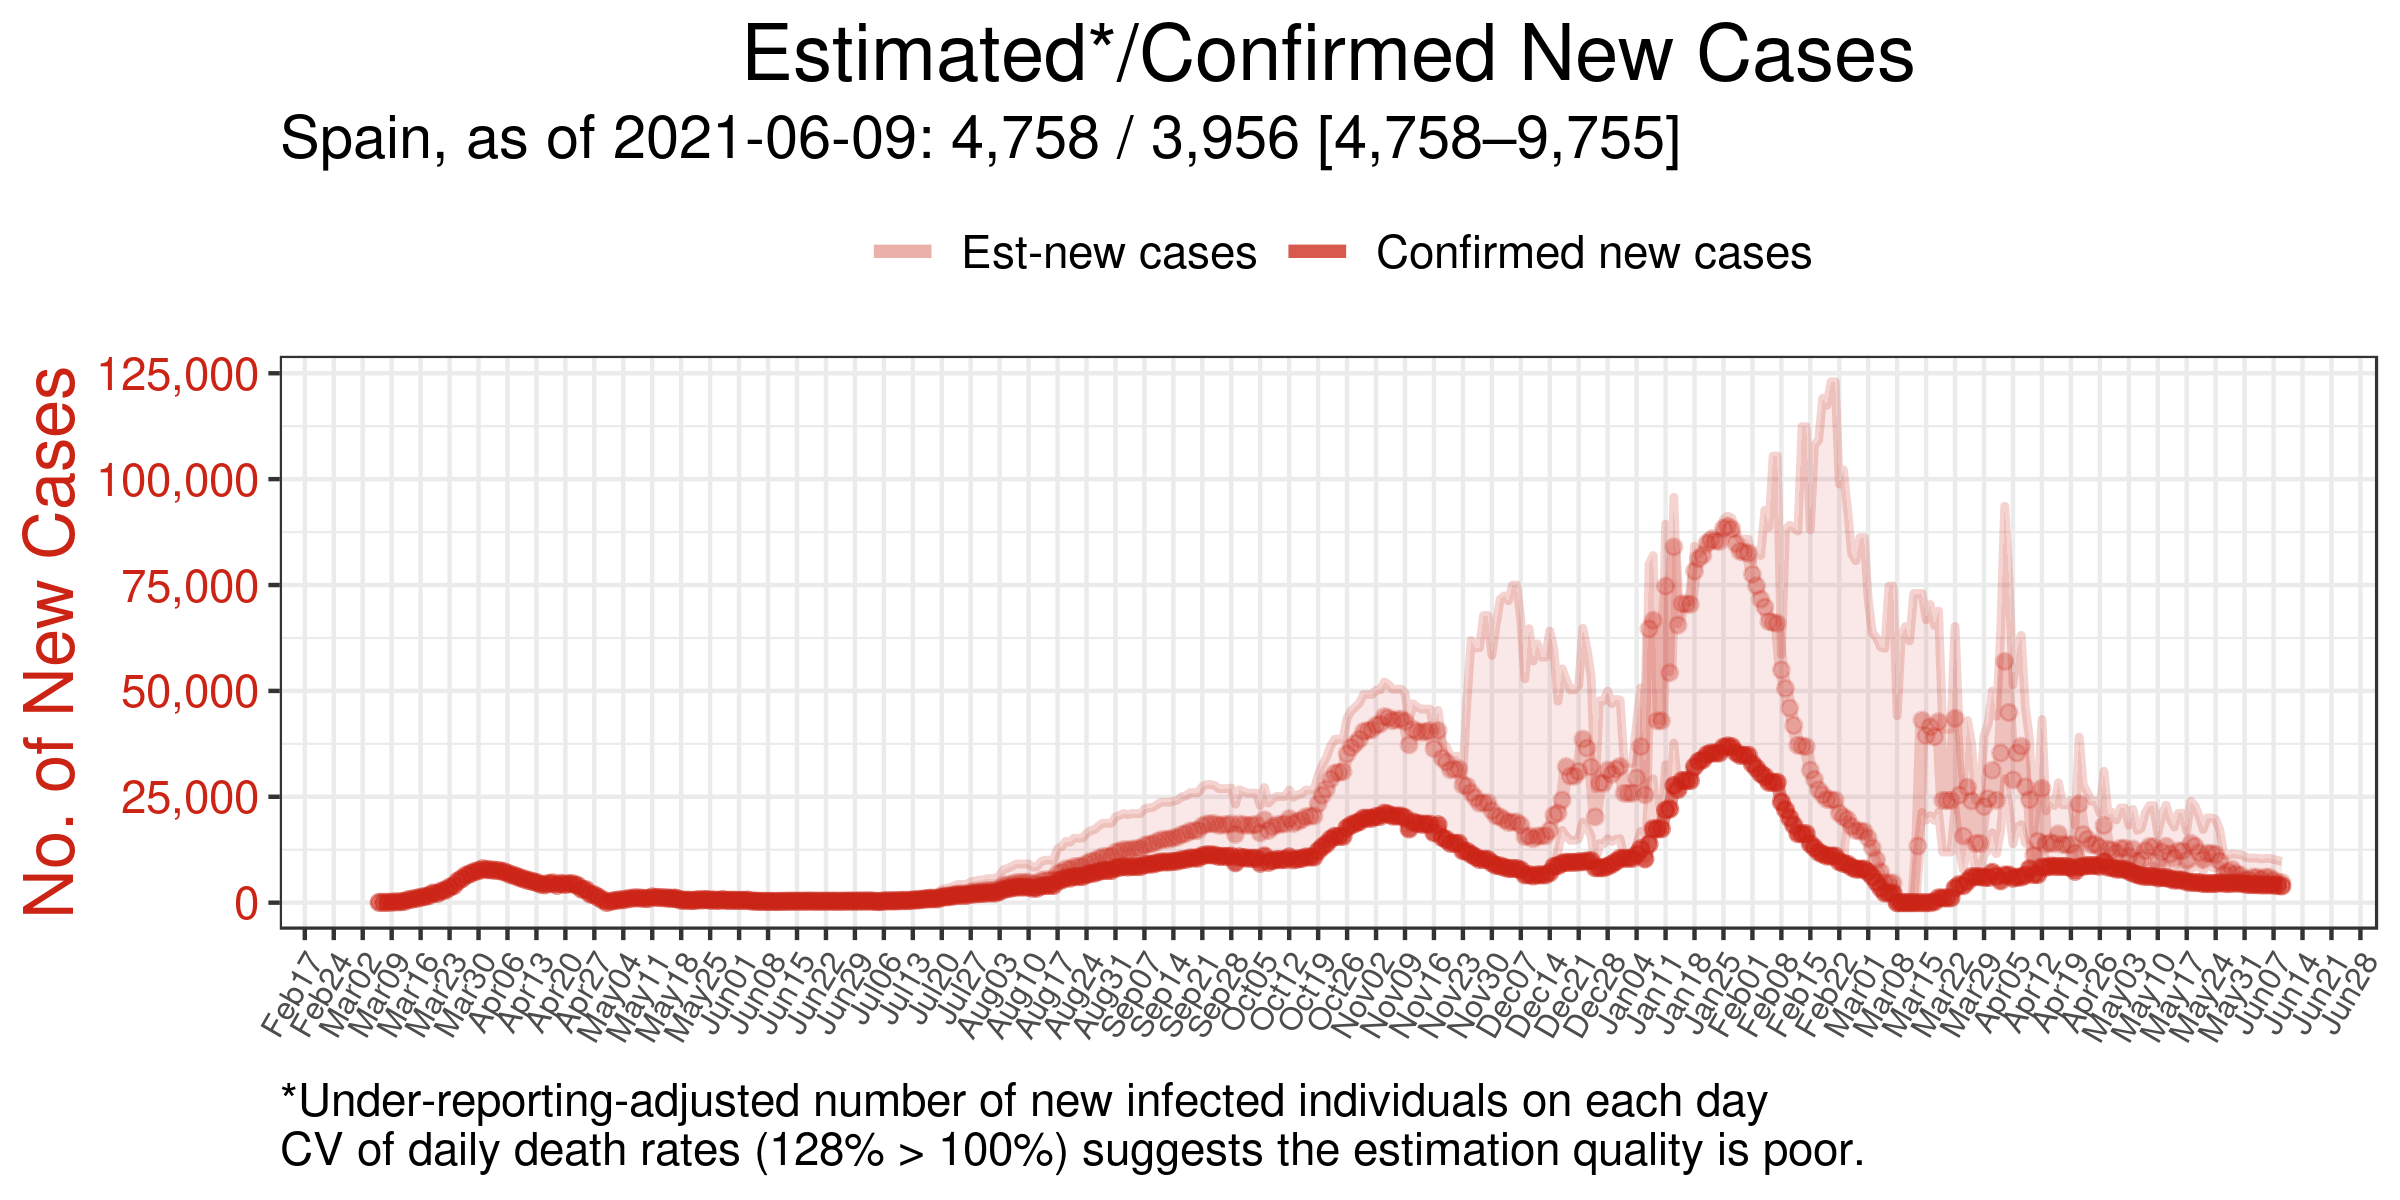 Estimated*/Confirmed New Cases
Spain, as of 2021-06-09: 4,758 / 3,956 [4,758–9,755]
Est-new cases
Confirmed new cases
No. of New Cases
125,000
100,000
75,000
50,000
25,000
0
Feb17
Feb24
Mar02
Mar09
Mar16
Mar23
Mar30
Apr06
Apr13
Apr20
Apr27
May04
May11
May18
May25
Jun01
Jun08
Jun15
Jun22
Jun29
Jul06
Jul13
Jul20
Jul27
Aug03
Aug10
Aug17
Aug24
Aug31
Sep07
Sep14
Sep21
Sep28
Oct05
Oct12
Oct19
Oct26
Nov02
Nov09
Nov16
Nov23
Nov30
Dec07
Dec14
Dec21
Dec28
Jan04
Jan11
Jan18
Jan25
Feb01
Feb08
Feb15
Feb22
Mar01
Mar08
Mar15
Mar22
Mar29
Apr05
Apr12
Apr19
Apr26
May03
May10
May17
May24
May31
Jun07
Jun14
Jun21
Jun28
*Under-reporting-adjusted number of new infected individuals on each day
CV of daily death rates (128% > 100%) suggests the estimation quality is poor.